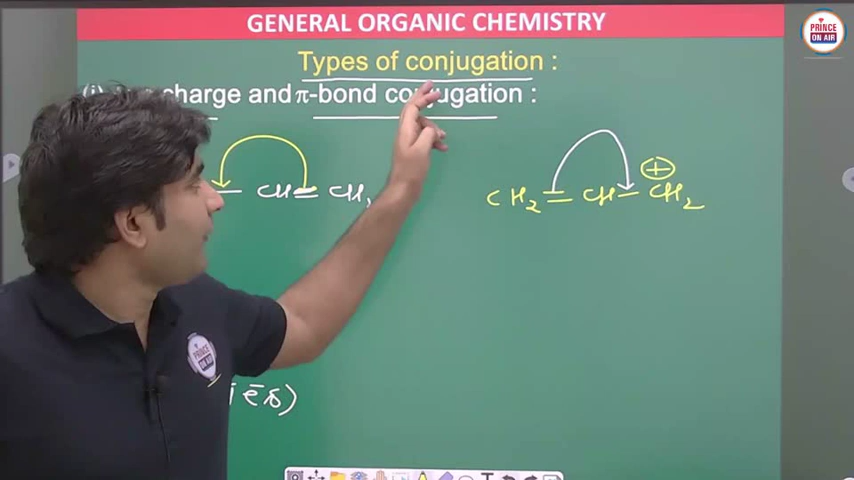 GENERAL ORGANIC CHEMISTRY
PRINCE
ON AIR
Types of conjugation :
charge and π-bond conjugation :
— CH = CH
CH₂ = CH — CH₂
⊕
PRINCE
ON AIR
ē s)